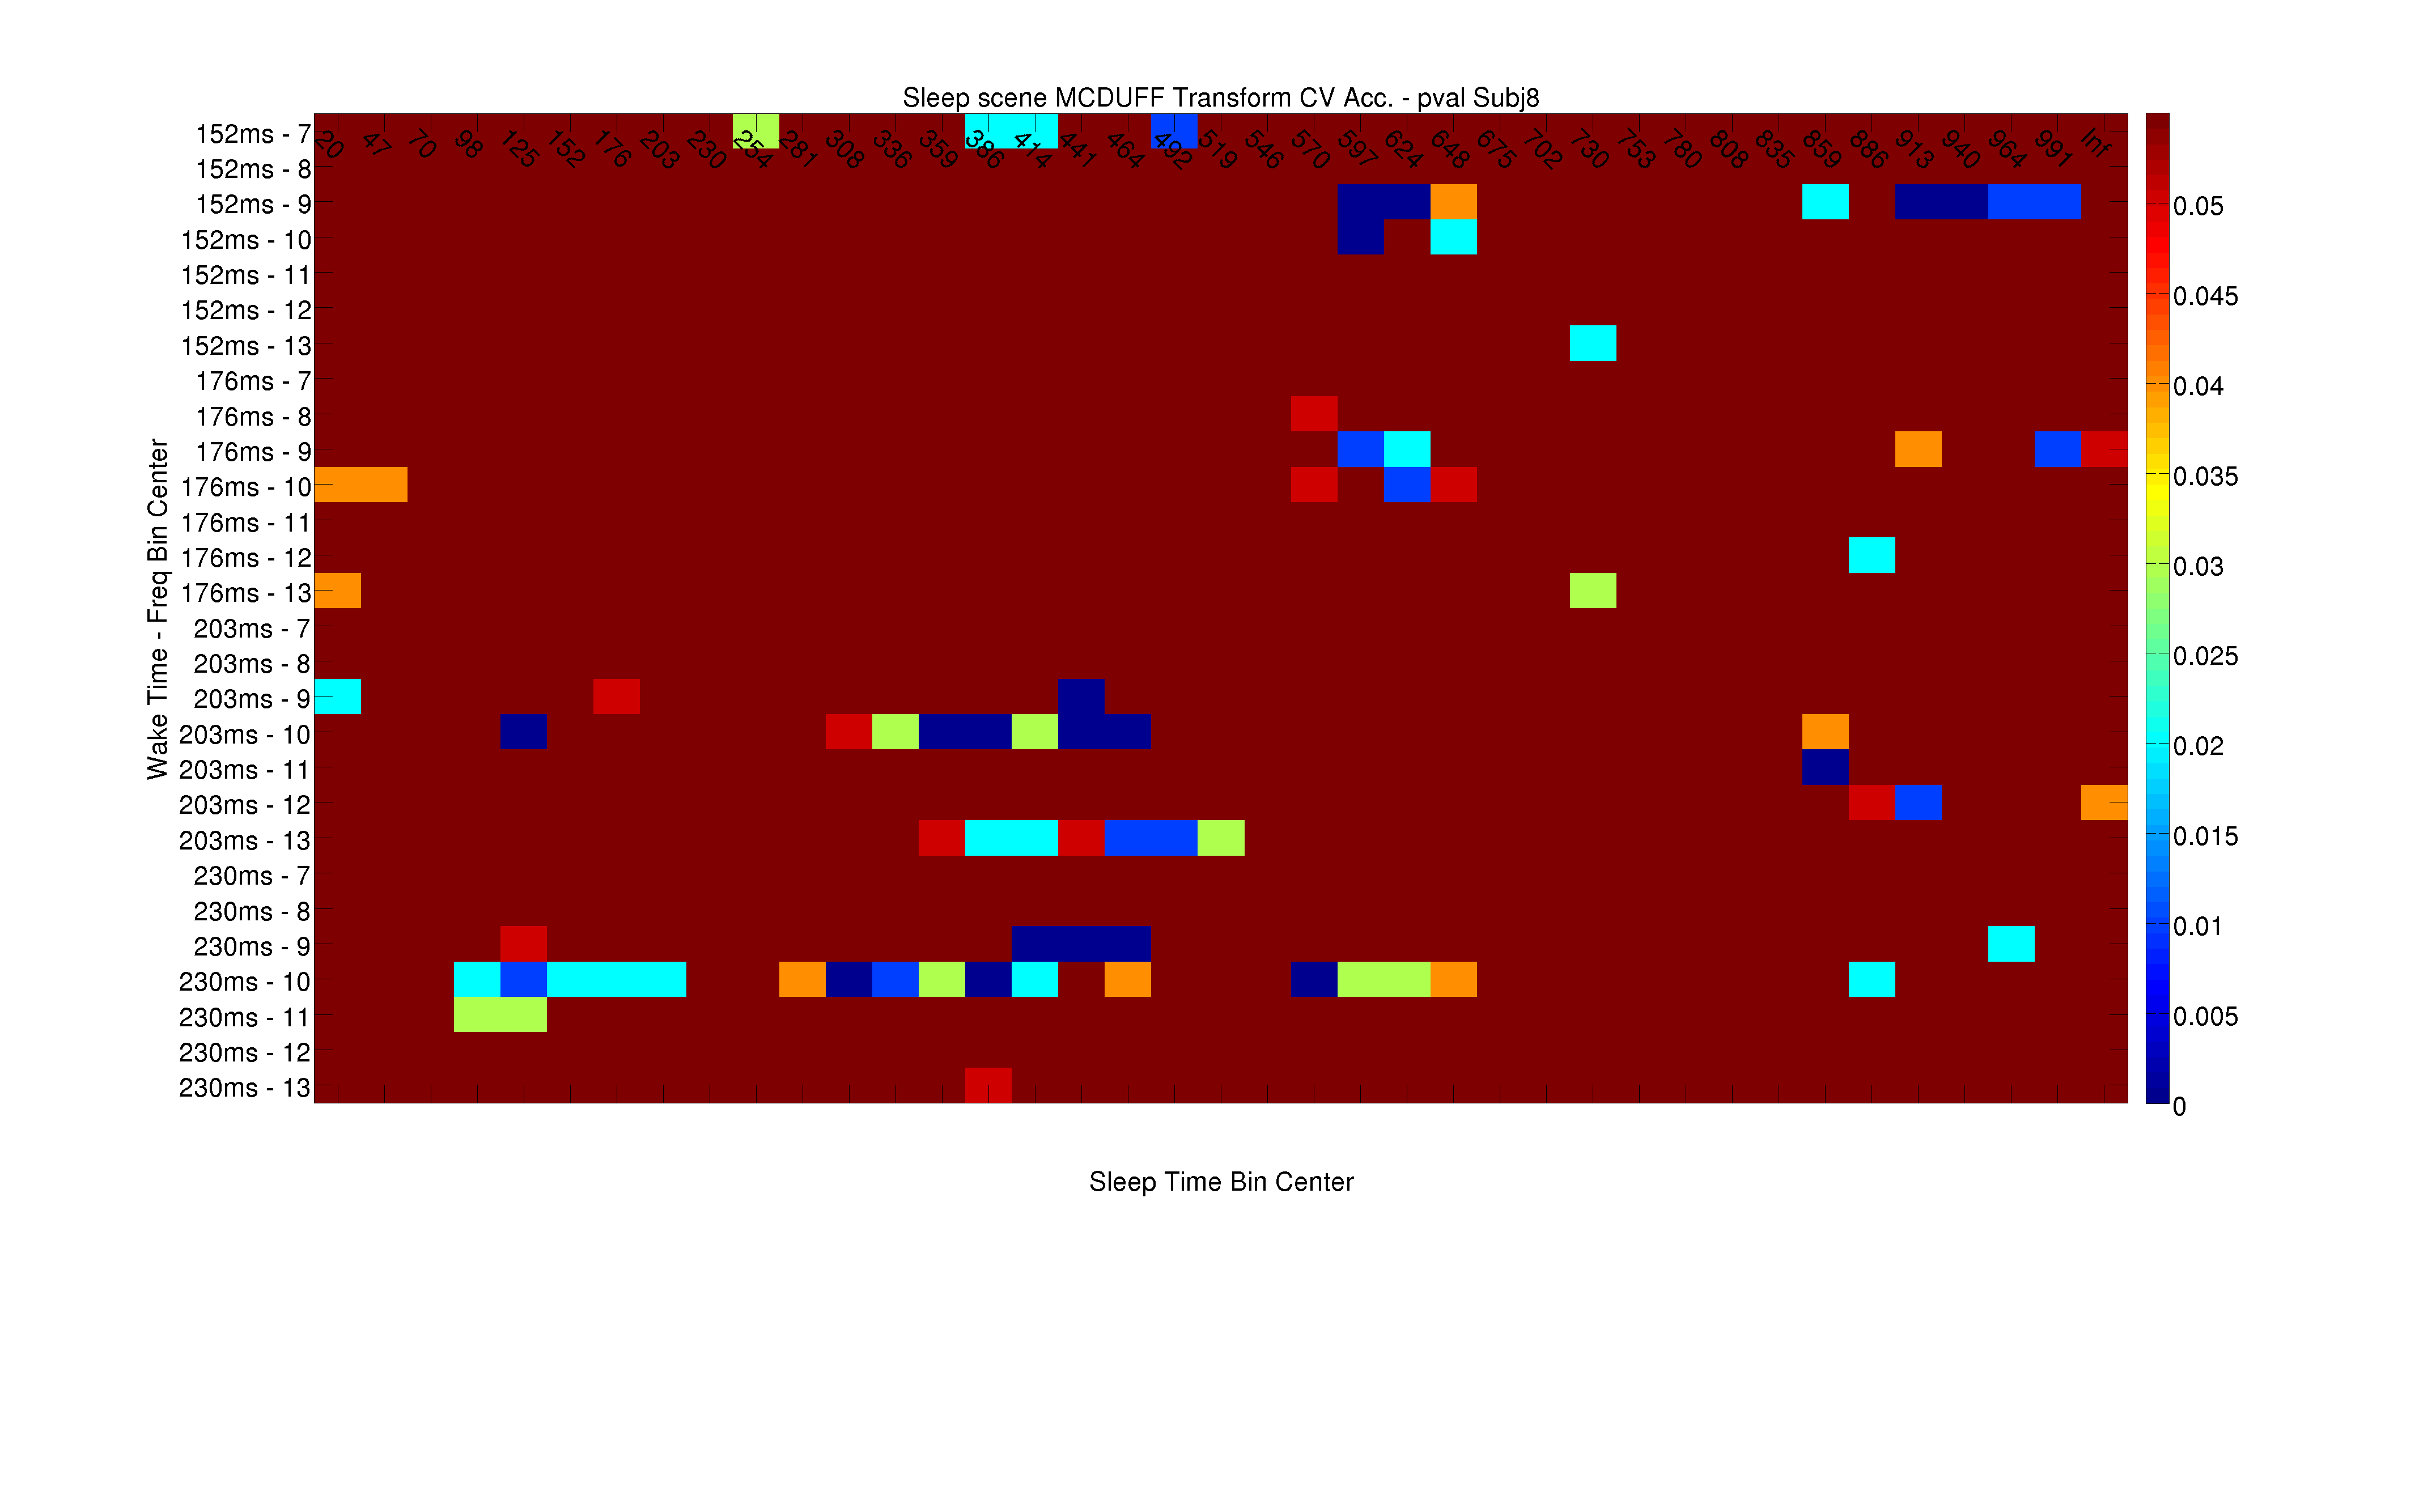 Sleep scene MCDUFF Transform CV Acc. - pval Subj8
20 47 70 98 125 152 176 203 230 254 281 308 336 359 386 414 441 464 492 519 546 570 597 624 648 675 702 730 753 780 808 835 859 886 913 940 964 991 Inf
Wake Time - Freq Bin Center
152ms - 7
152ms - 8
152ms - 9
152ms - 10
152ms - 11
152ms - 12
152ms - 13
176ms - 7
176ms - 8
176ms - 9
176ms - 10
176ms - 11
176ms - 12
176ms - 13
203ms - 7
203ms - 8
203ms - 9
203ms - 10
203ms - 11
203ms - 12
203ms - 13
230ms - 7
230ms - 8
230ms - 9
230ms - 10
230ms - 11
230ms - 12
230ms - 13
0.05
0.045
0.04
0.035
0.03
0.025
0.02
0.015
0.01
0.005
0
Sleep Time Bin Center